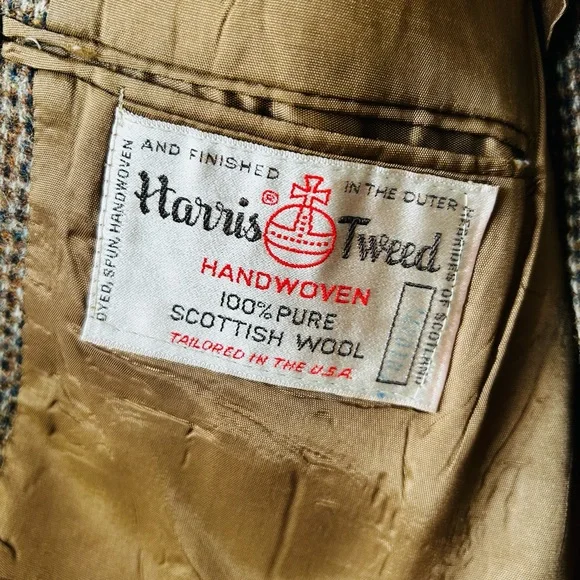 DYED, SPUN, HANDWOVEN
AND FINISHED
IN THE OUTER
HEBRIDES OF SCOTLAND
Harris ® Tweed
HANDWOVEN
100% PURE
SCOTTISH WOOL
TAILORED IN THE U.S.A.